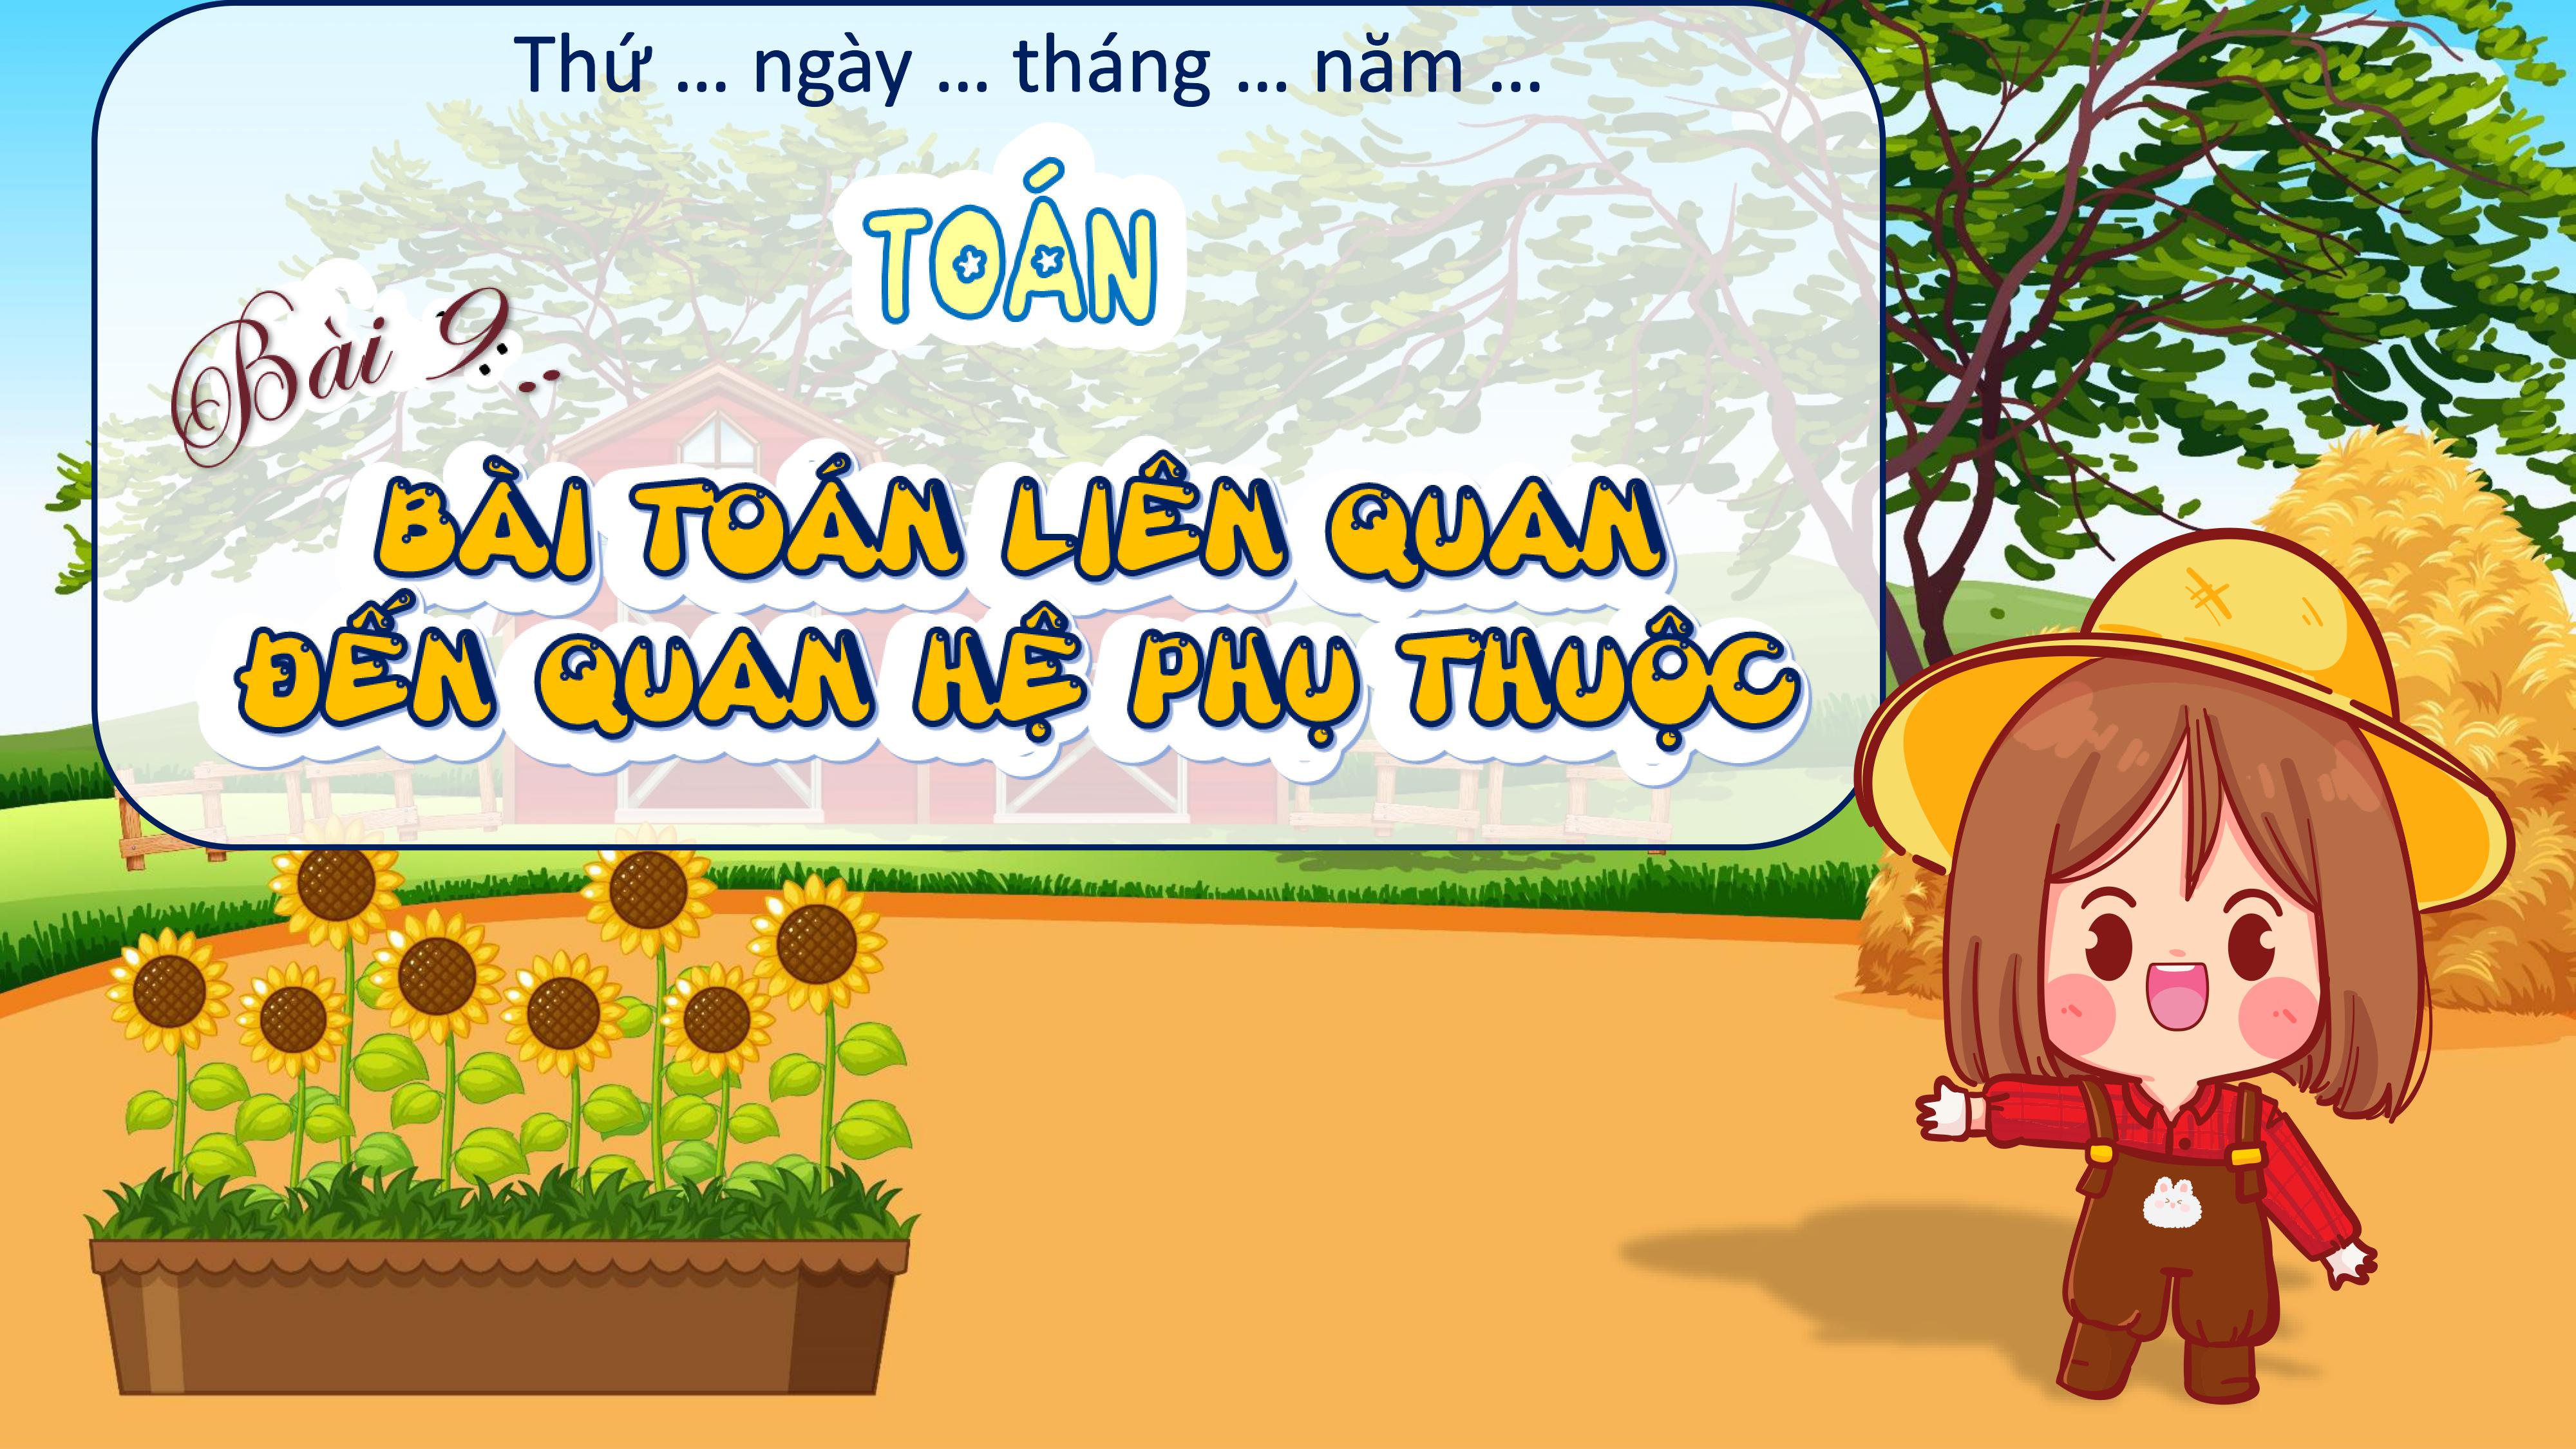 Thứ ... ngày ... tháng ... năm ...
TOÁN
Bài 9:..
BÀI TOÁN LIÊN QUAN
ĐẾN QUAN HỆ PHỤ THUỘC